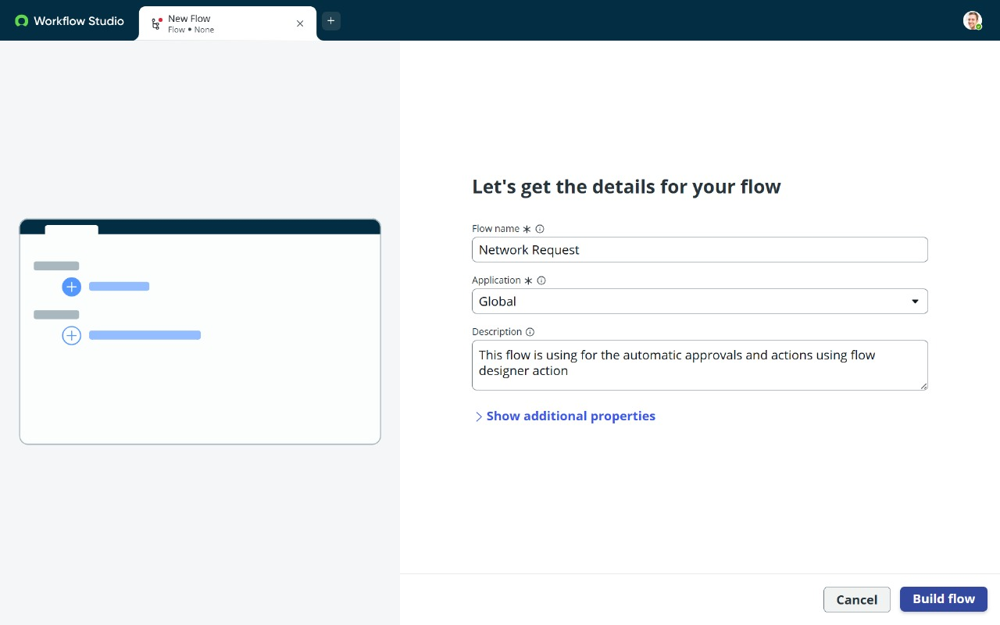 Workflow Studio
New Flow
Flow • None
Let's get the details for your flow
Flow name
Network Request
Application
Global
Description
This flow is using for the automatic approvals and actions using flow
designer action
Show additional properties
Cancel
Build flow